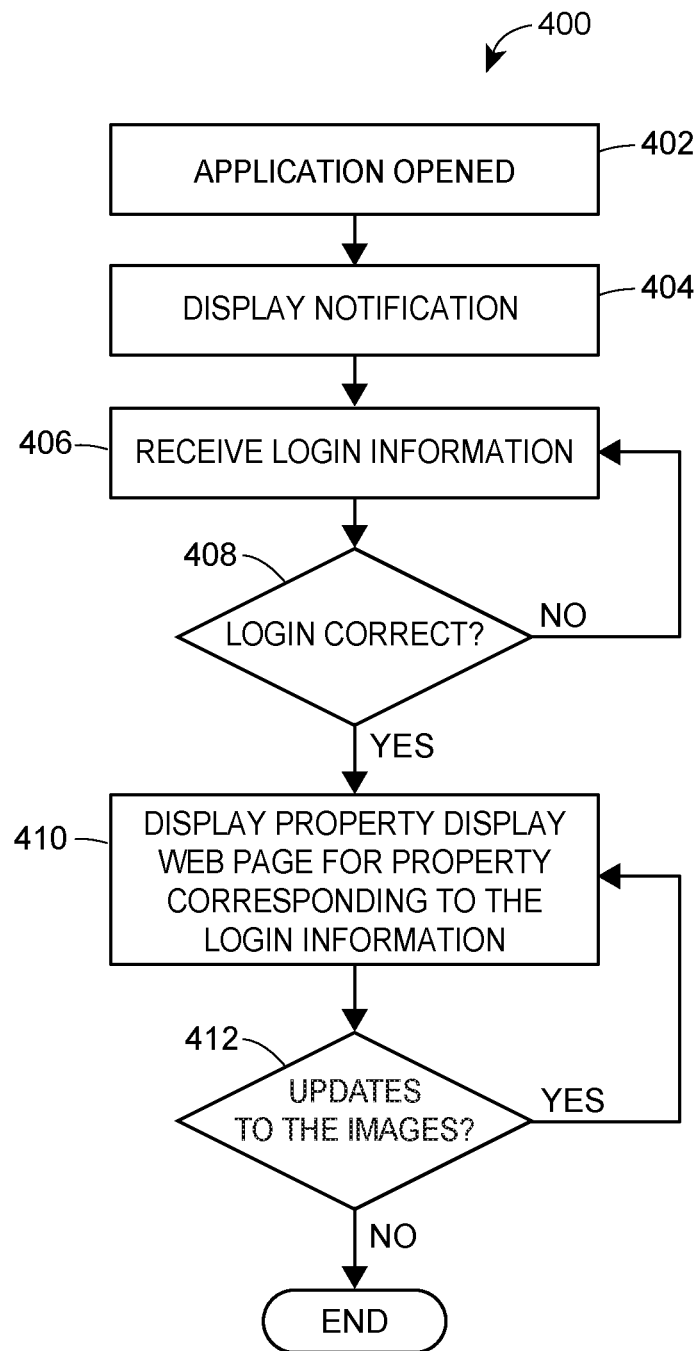 400
402
APPLICATION OPENED
404
DISPLAY NOTIFICATION
406
RECEIVE LOGIN INFORMATION
408
LOGIN CORRECT?
NO
YES
410
DISPLAY PROPERTY DISPLAY
WEB PAGE FOR PROPERTY
CORRESPONDING TO THE
LOGIN INFORMATION
412
UPDATES
TO THE IMAGES?
YES
NO
END